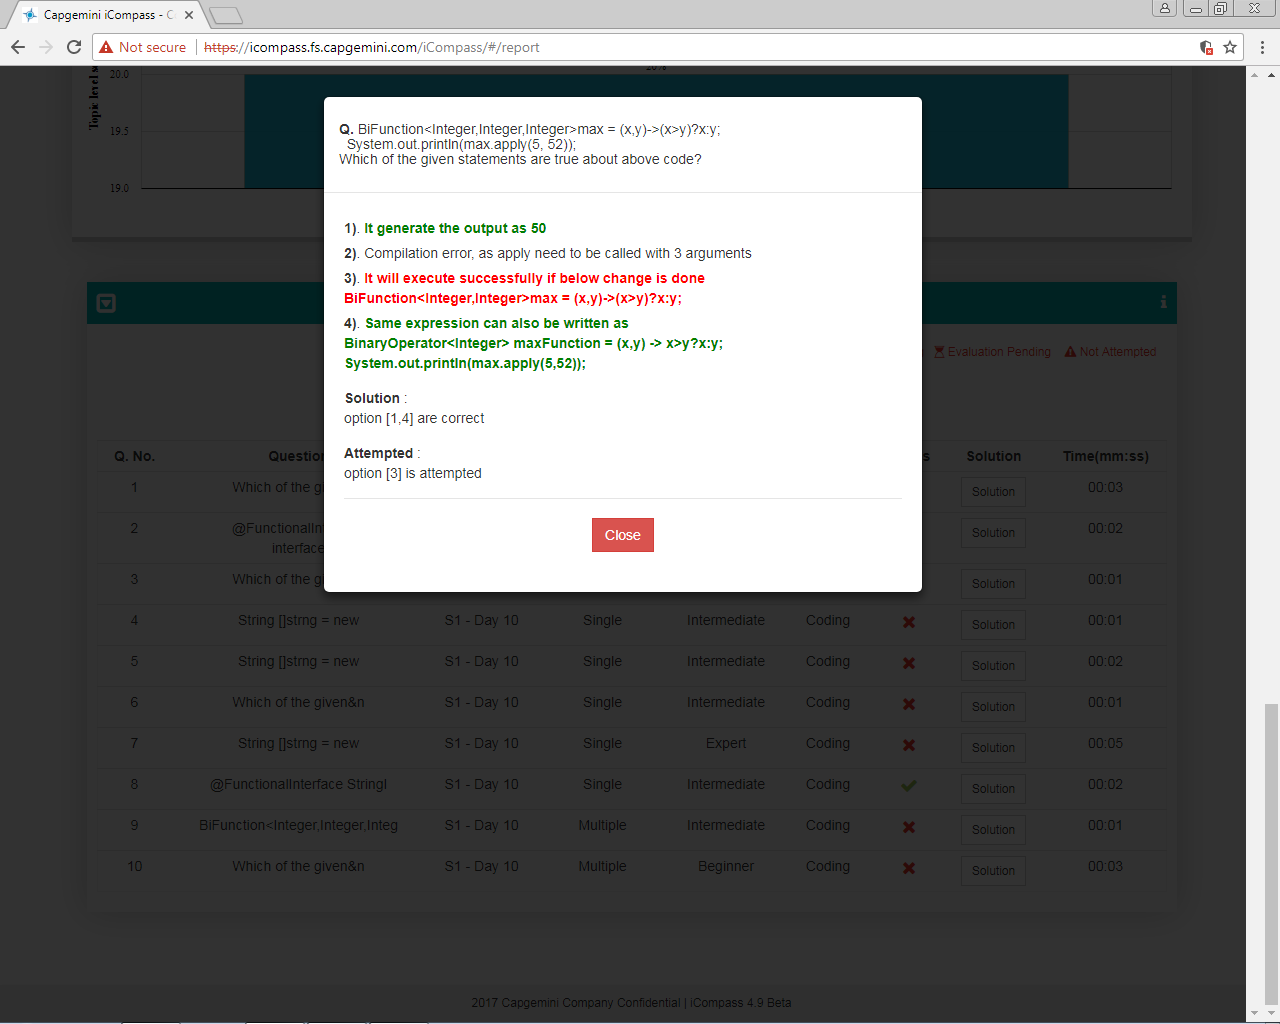 Capgemini iCompass - C
Not secure
https://icompass.fs.capgemini.com/iCompass/#/report
20.0
19.5
19.0
Q. BiFunction<Integer,Integer,Integer>max = (x,y)->(x>y)?x:y;
System.out.println(max.apply(5, 52));
Which of the given statements are true about above code?
1). It generate the output as 50
2). Compilation error, as apply need to be called with 3 arguments
3). It will execute successfully if below change is done
BiFunction<Integer,Integer>max = (x,y)->(x>y)?x:y;
4). Same expression can also be written as
BinaryOperator<Integer> maxFunction = (x,y) -> x>y?x:y;
System.out.println(max.apply(5,52));
Solution :
option [1,4] are correct
Attempted :
option [3] is attempted
Close
Evaluation Pending Not Attempted
Q. No. Question Solution Time(mm:ss)
1 Which of the gi Solution 00:03
2 @FunctionalIn Solution 00:02
interface
3 Which of the g Solution 00:01
4 String []strng = new S1 - Day 10 Single Intermediate Coding Solution 00:01
5 String []strng = new S1 - Day 10 Single Intermediate Coding Solution 00:02
6 Which of the given&n S1 - Day 10 Single Intermediate Coding Solution 00:01
7 String []strng = new S1 - Day 10 Single Expert Coding Solution 00:05
8 @FunctionalInterface StringI S1 - Day 10 Single Intermediate Coding Solution 00:02
9 BiFunction<Integer,Integer,Integ S1 - Day 10 Multiple Intermediate Coding Solution 00:01
10 Which of the given&n S1 - Day 10 Multiple Beginner Coding Solution 00:03
2017 Capgemini Company Confidential | iCompass 4.9 Beta